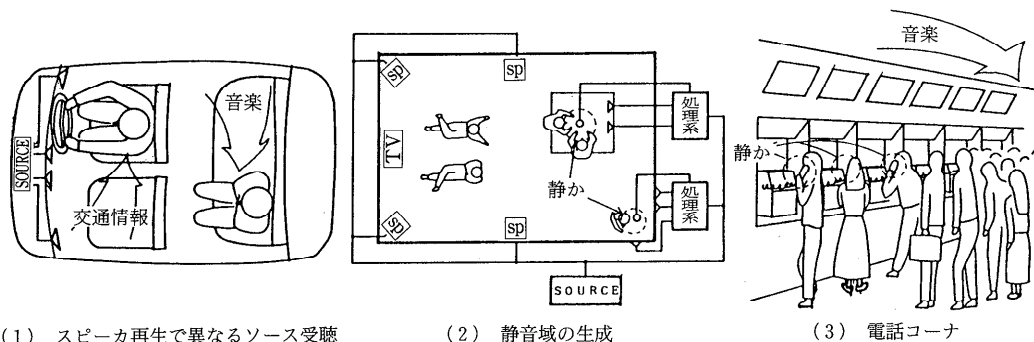 SOURCE
音楽
交通情報
(1) スピーカ再生で異なるソース受聴
sp
sp
TV
sp
sp
静か
処理系
処理系
SOURCE
(2) 静音域の生成
音楽
静か
(3) 電話コーナ